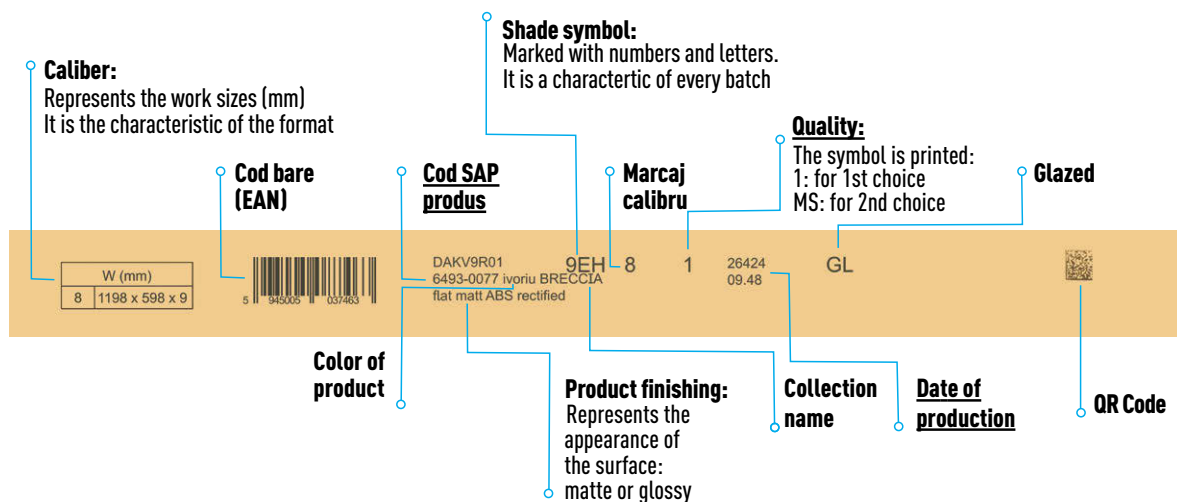 Shade symbol:
Marked with numbers and letters.
It is a charactertic of every batch
Caliber:
Represents the work sizes (mm)
It is the characteristic of the format
Quality:
The symbol is printed:
1: for 1st choice
MS: for 2nd choice
Cod bare
(EAN)
Cod SAP
produs
Marcaj
calibru
Glazed
W (mm)
8 1198 x 598 x 9
5 945005 037463
DAKV9R01
6493-0077 ivoriu BRECCIA
flat matt ABS rectified
9EH 8 1
26424
09.48
GL
Color of
product
Product finishing:
Represents the
appearance of
the surface:
matte or glossy
Collection
name
Date of
production
QR Code